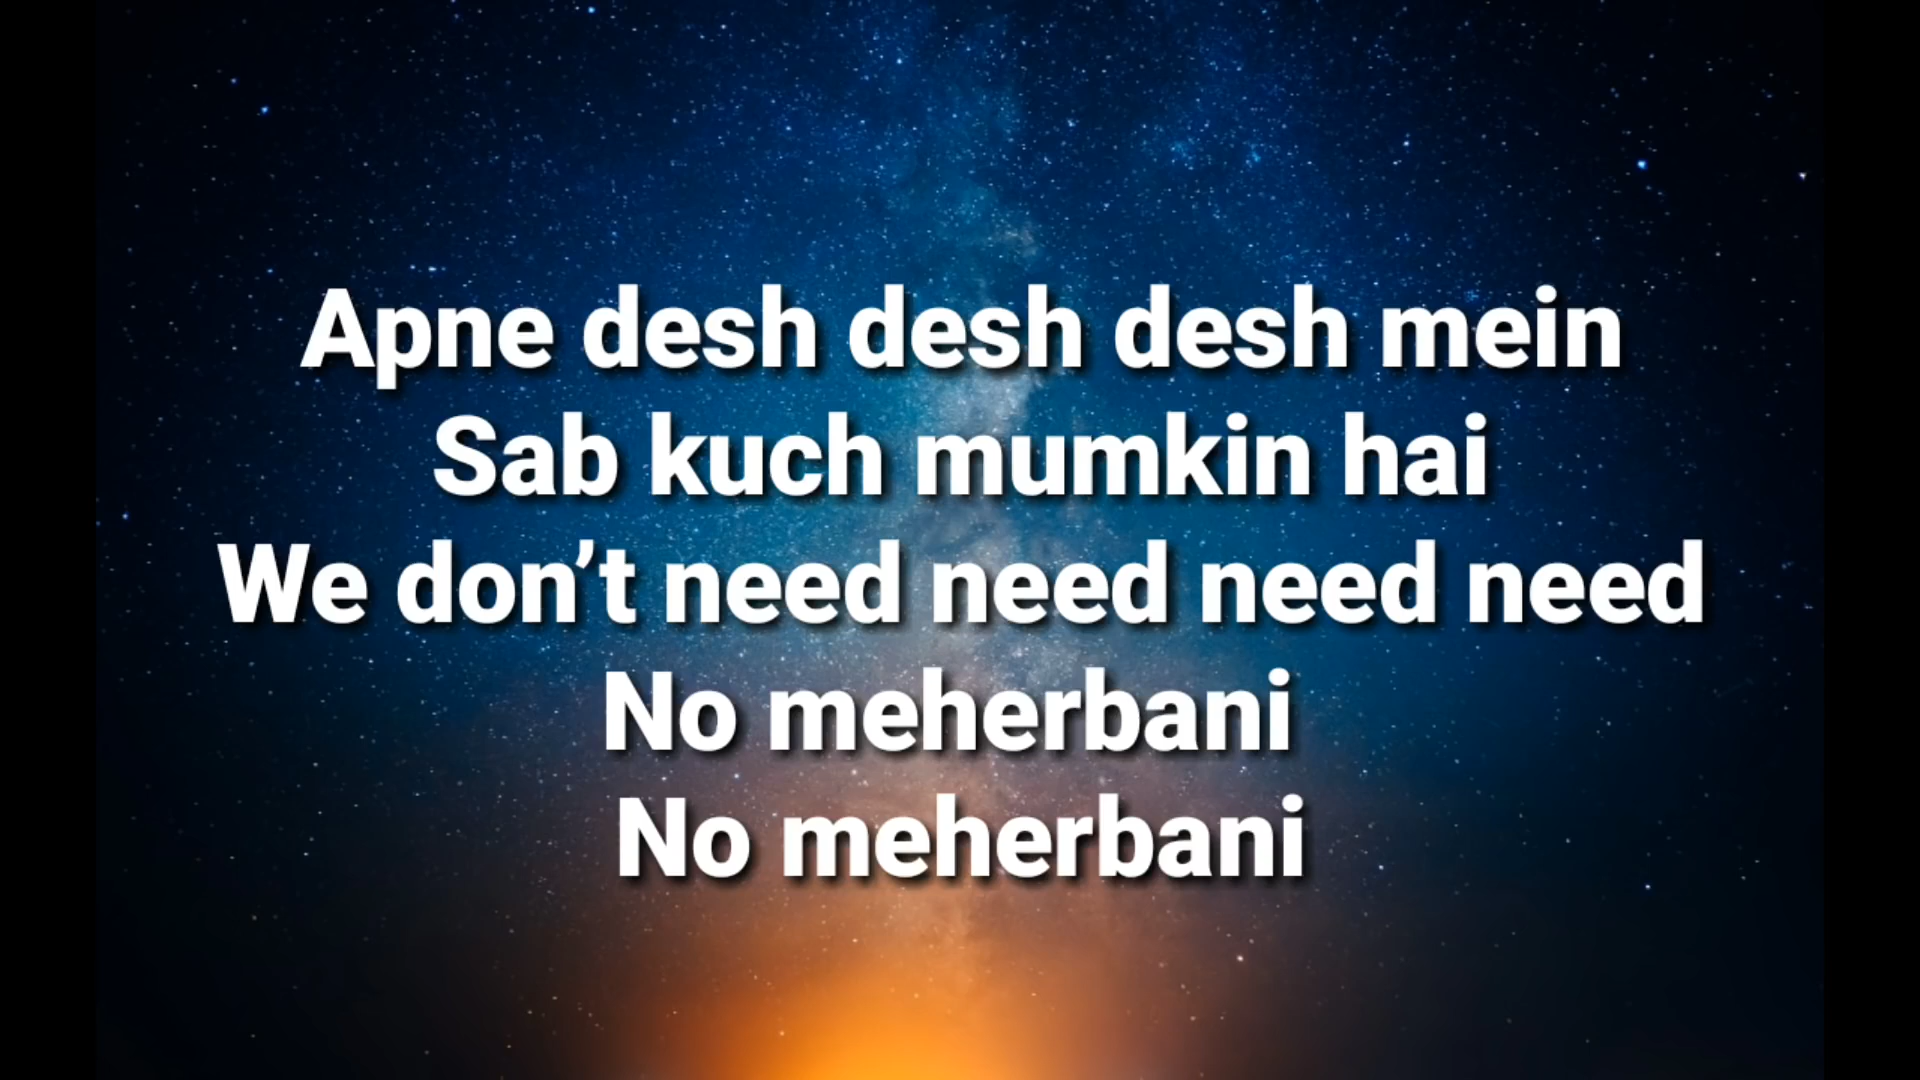 Apne desh desh desh mein
Sab kuch mumkin hai
We don’t need need need need
No meherbani
No meherbani